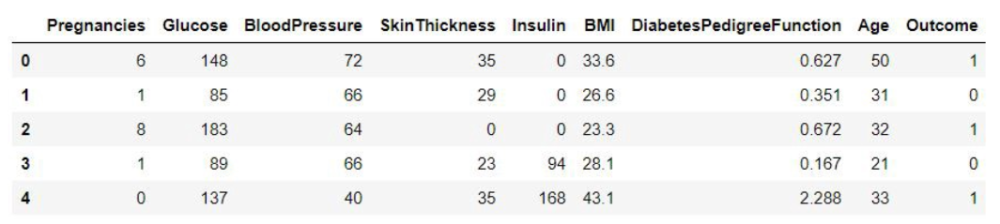 Pregnancies Glucose BloodPressure SkinThickness Insulin BMI DiabetesPedigreeFunction Age Outcome
0 6 148 72 35 0 33.6 0.627 50 1
1 1 85 66 29 0 26.6 0.351 31 0
2 8 183 64 0 0 23.3 0.672 32 1
3 1 89 66 23 94 28.1 0.167 21 0
4 0 137 40 35 168 43.1 2.288 33 1